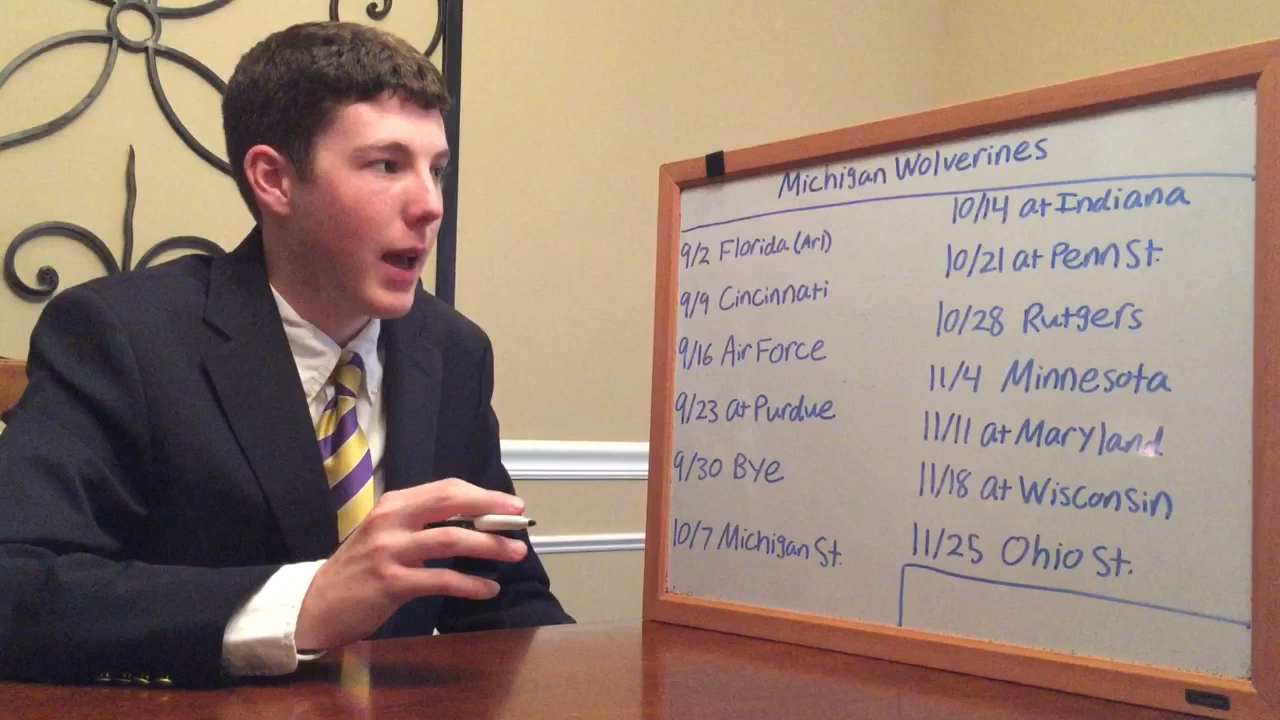 Michigan Wolverines
9/2 Florida (Arl)
9/9 Cincinnati
9/16 Air Force
9/23 at Purdue
9/30 Bye
10/7 Michigan St.
10/14 at Indiana
10/21 at Penn St.
10/28 Rutgers
11/4 Minnesota
11/11 at Maryland
11/18 at Wisconsin
11/25 Ohio St.